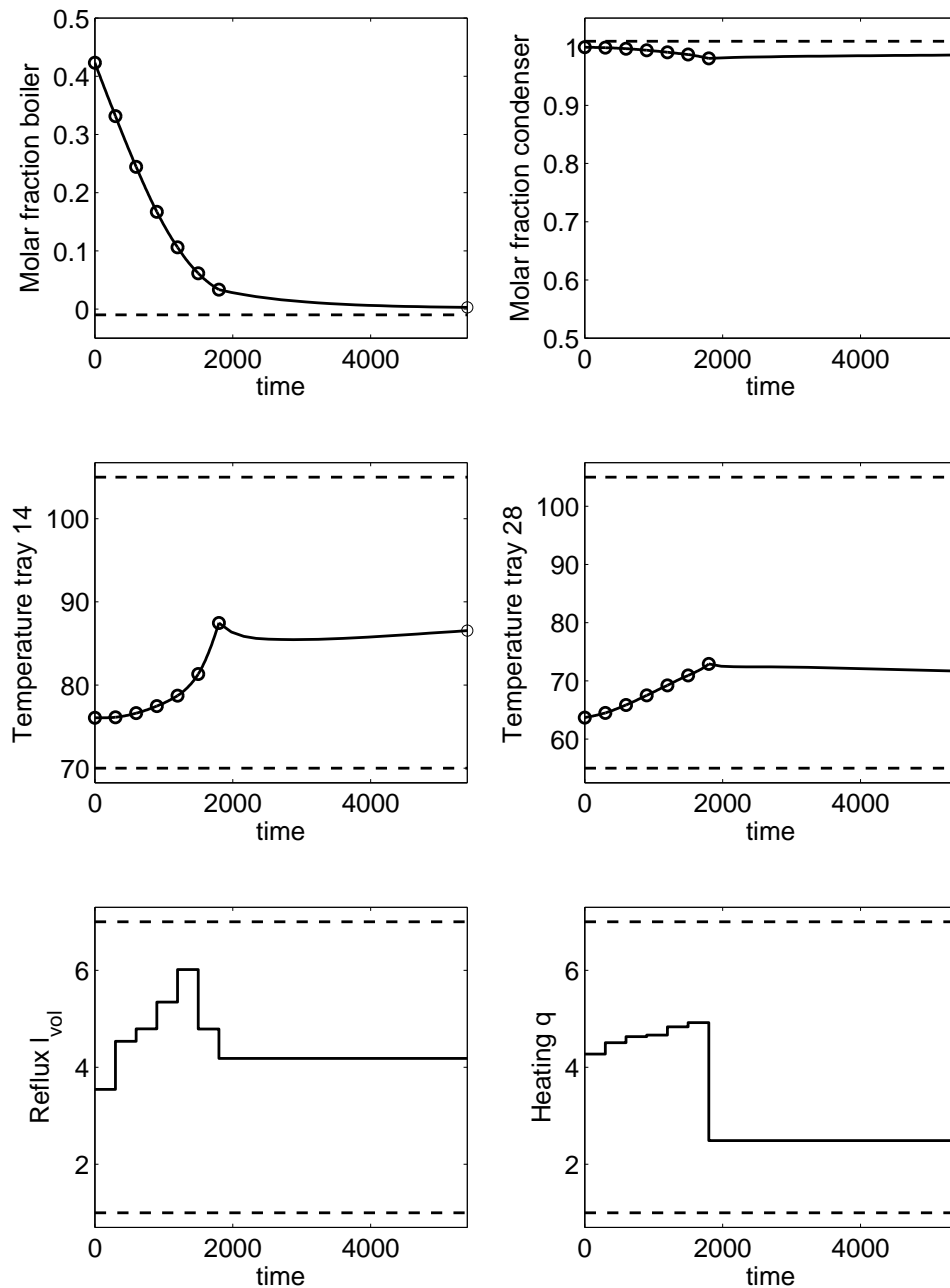 0.5
0.4
0.3
0.2
0.1
0
Molar fraction boiler
0 2000 4000
time
1
0.9
0.8
0.7
0.6
0.5
Molar fraction condenser
0 2000 4000
time
100
90
80
70
Temperature tray 14
0 2000 4000
time
100
90
80
70
60
Temperature tray 28
0 2000 4000
time
6
4
2
Reflux l_vol
0 2000 4000
time
6
4
2
Heating q
0 2000 4000
time